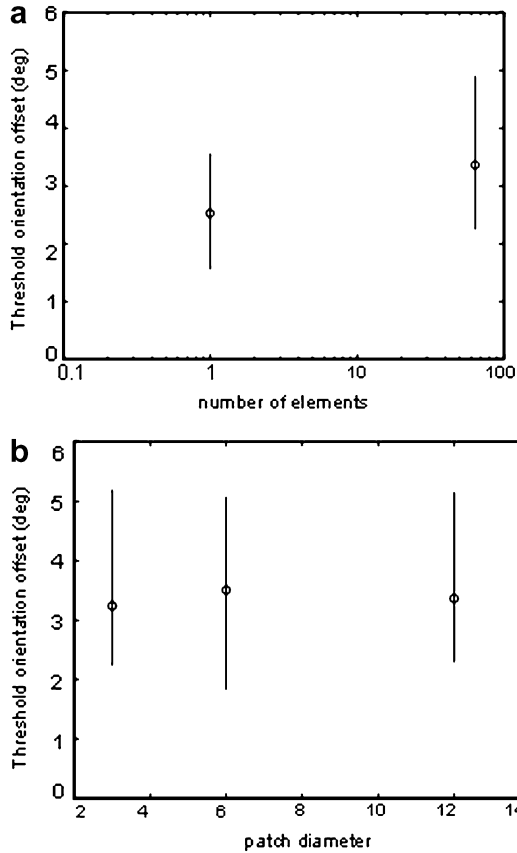 a
Threshold orientation offset (deg)
6
5
4
3
2
1
0
0.1 1 10 100
number of elements
b
Threshold orientation offset (deg)
6
5
4
3
2
1
0
2 4 6 8 10 12 14
patch diameter